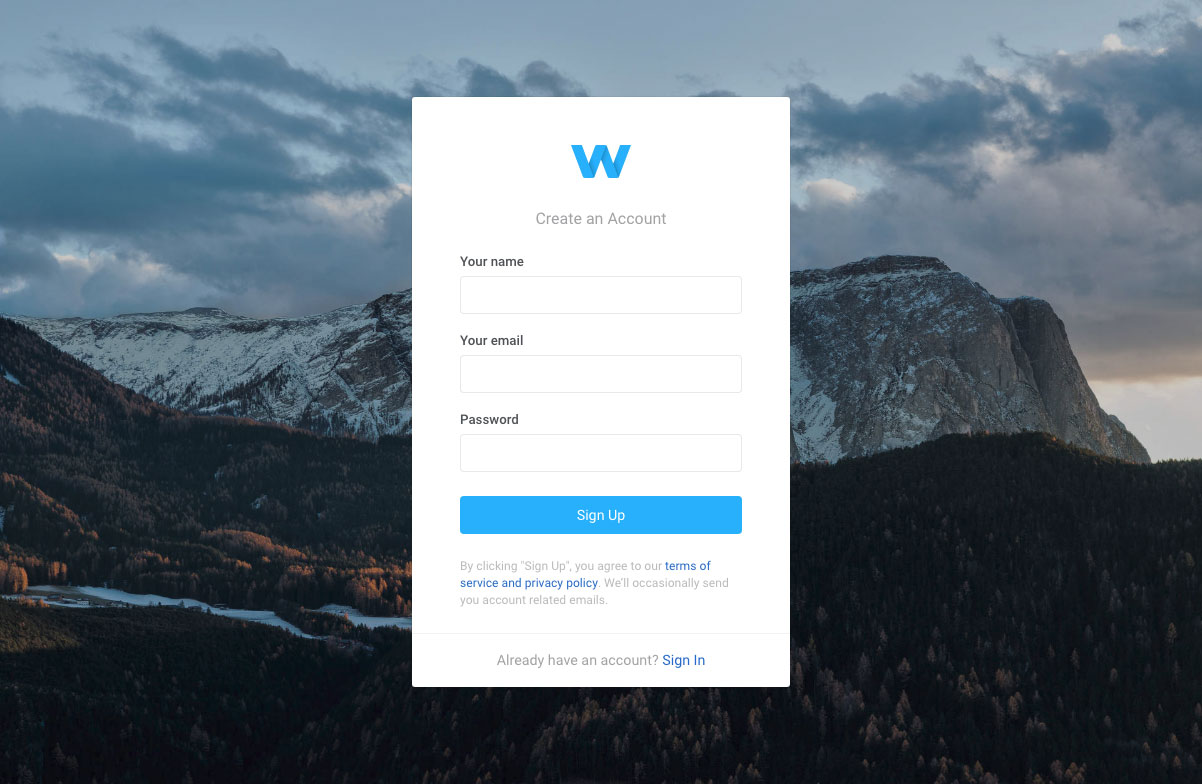 W
Create an Account
Your name
Your email
Password
Sign Up
By clicking "Sign Up", you agree to our terms of
service and privacy policy. We'll occasionally send
you account related emails.
Already have an account? Sign In